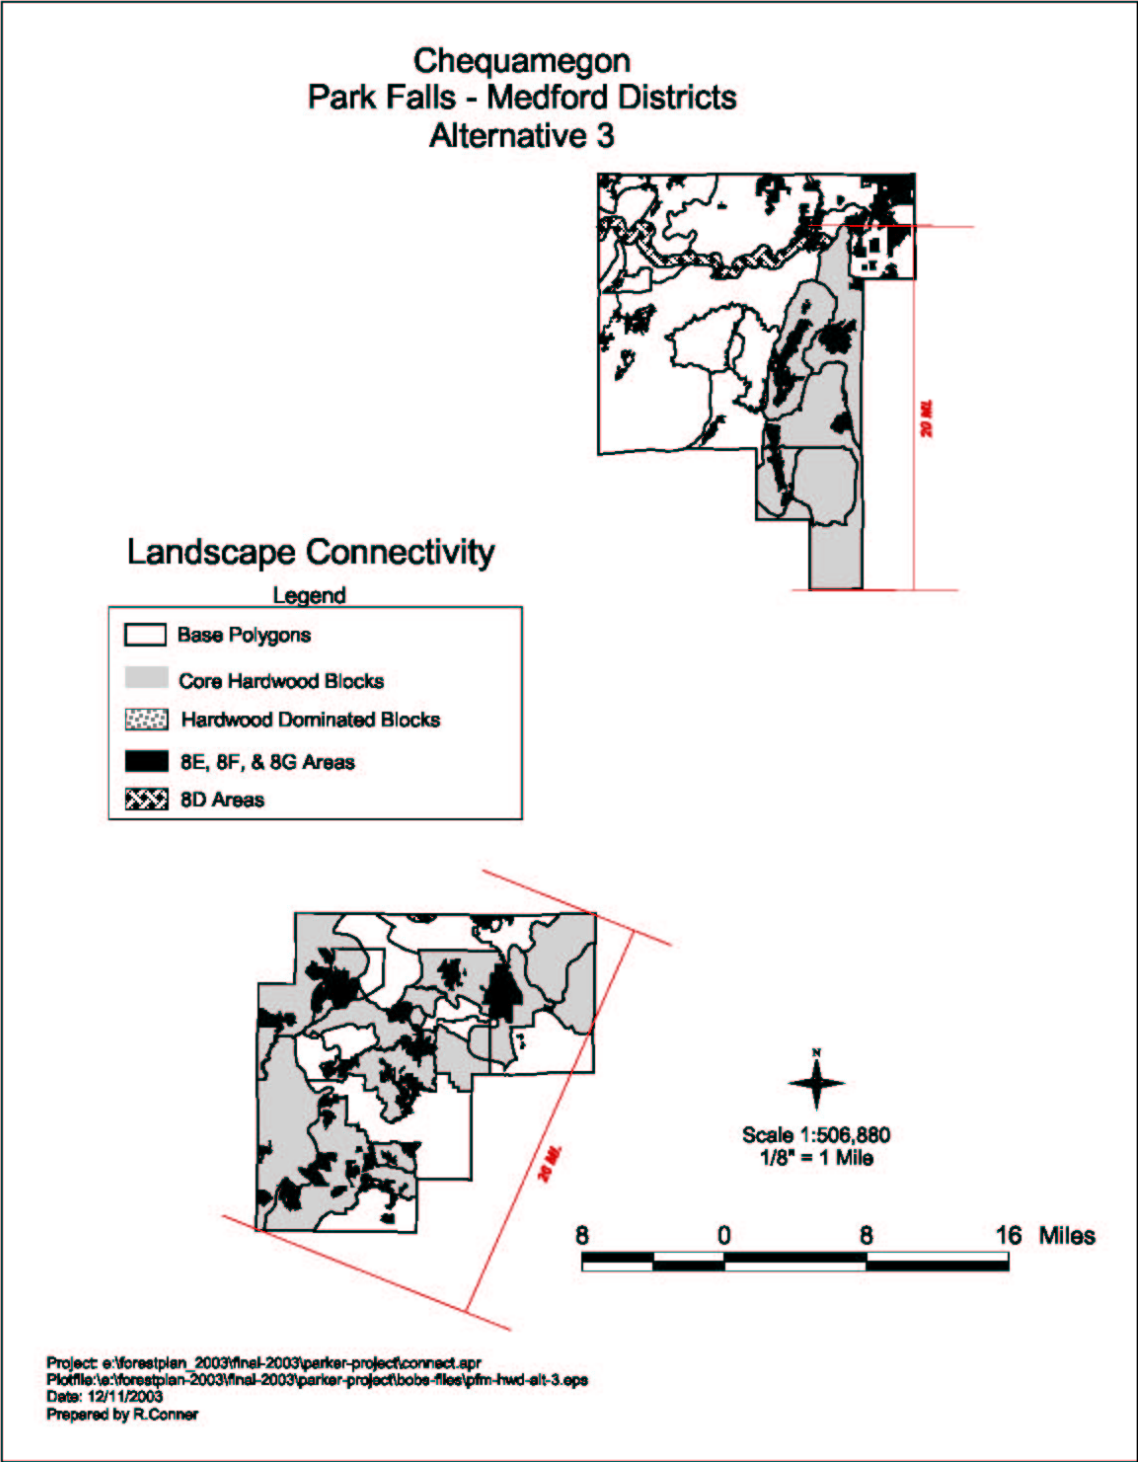 Chequamegon
Park Falls - Medford Districts
Alternative 3
20 MI.
Landscape Connectivity
Legend
Base Polygons
Core Hardwood Blocks
Hardwood Dominated Blocks
8E, 8F, & 8G Areas
8D Areas
20 MI.
N
Scale 1:506,880
1/8" = 1 Mile
8 0 8 16 Miles
Project: e:\forestplan_2003\final-2003\parker-project\connect.apr
Plotfile:\e:\forestplan-2003\final-2003\parker-project\bobs-files\pfm-hwd-alt-3.eps
Date: 12/11/2003
Prepared by R.Conner